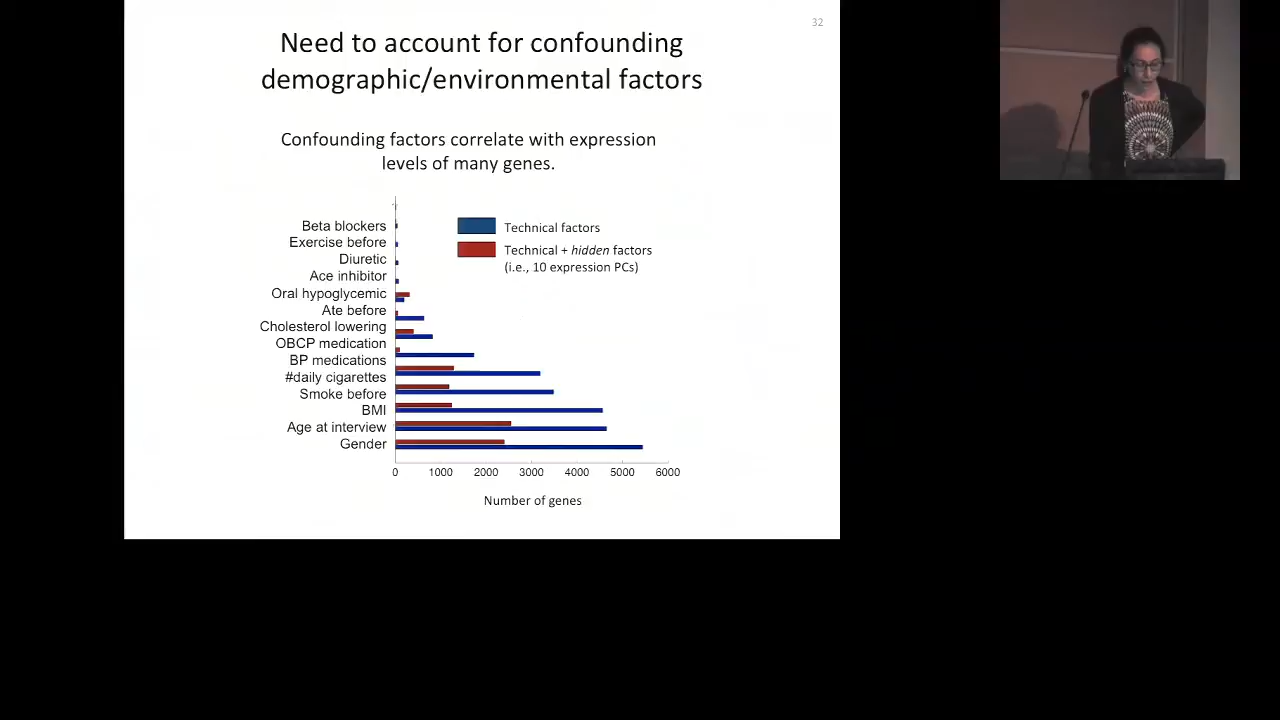 32
Need to account for confounding
demographic/environmental factors
Confounding factors correlate with expression
levels of many genes.
Technical factors
Technical + hidden factors
(i.e., 10 expression PCs)
Beta blockers
Exercise before
Diuretic
Ace inhibitor
Oral hypoglycemic
Ate before
Cholesterol lowering
OBCP medication
BP medications
#daily cigarettes
Smoke before
BMI
Age at interview
Gender
0 1000 2000 3000 4000 5000 6000
Number of genes